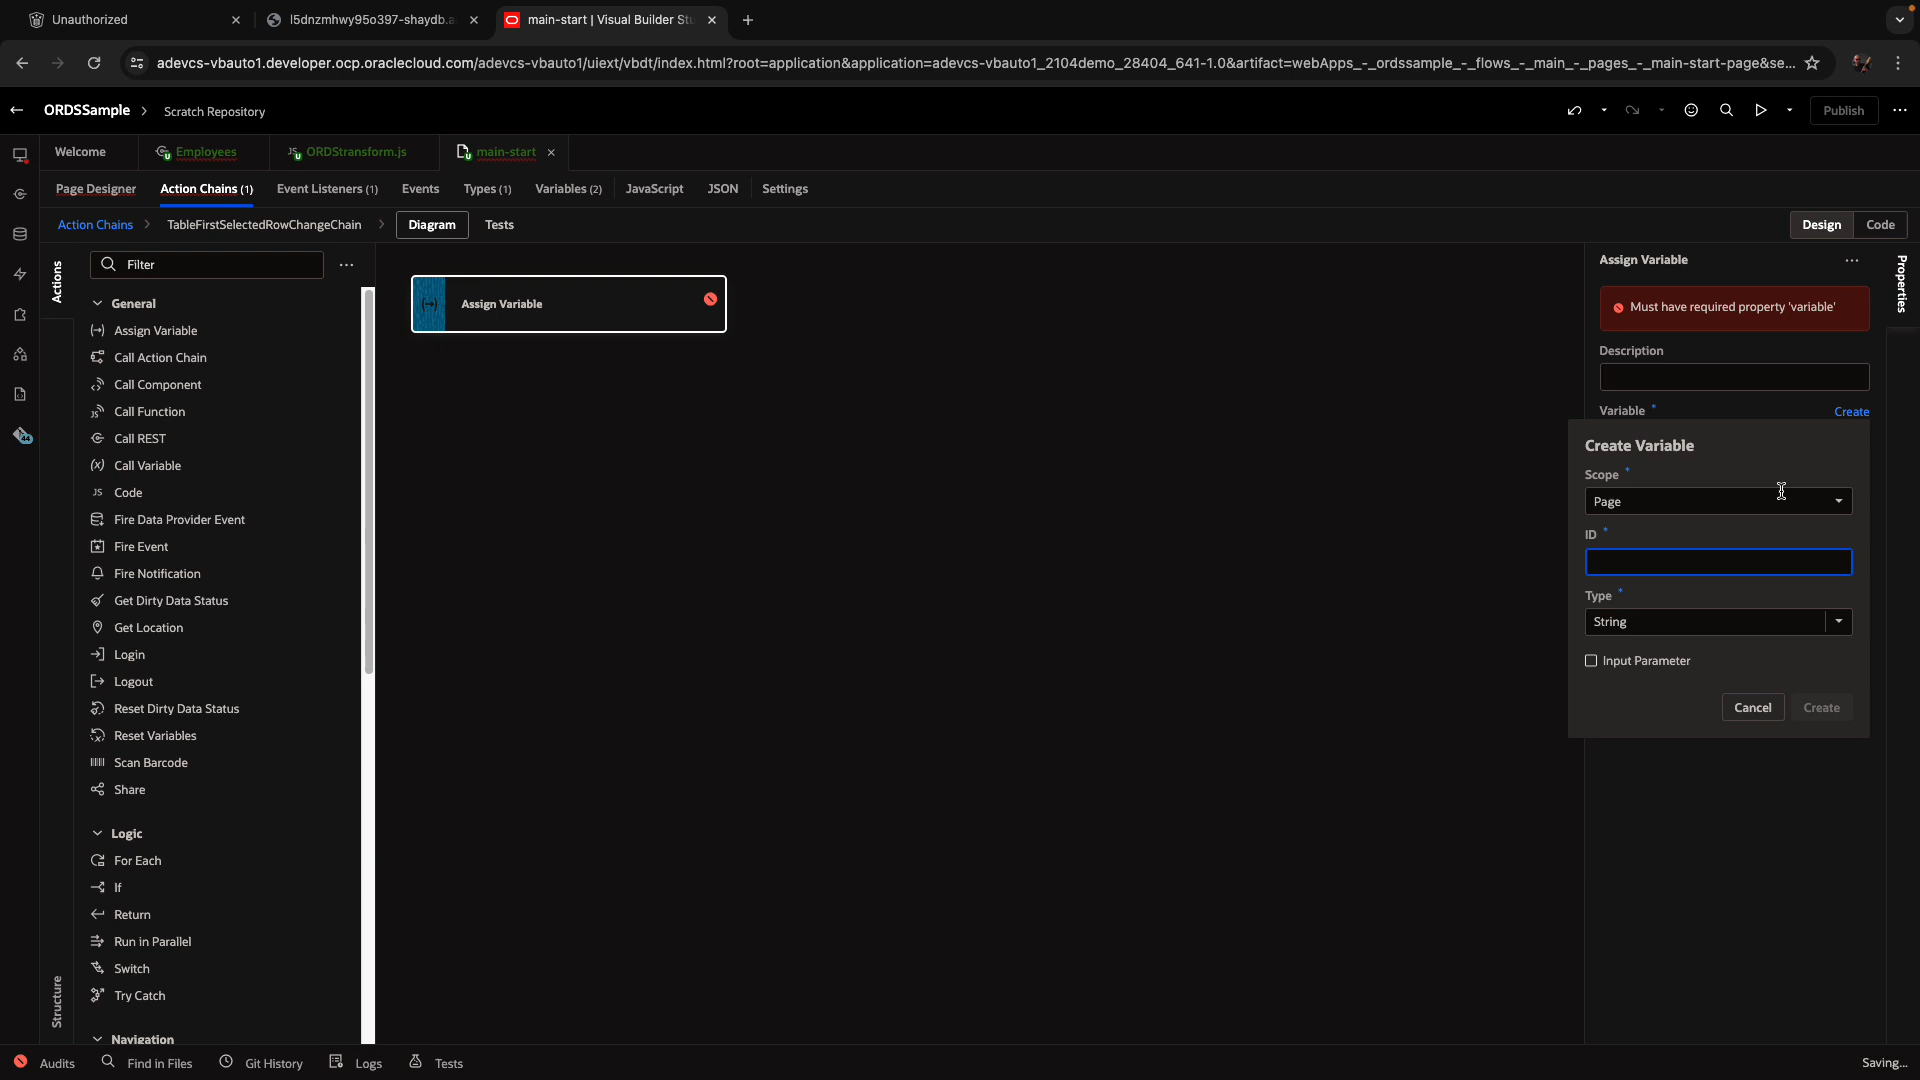 Unauthorized
l5dnzmhwy95o397-shaydb.a
main-start | Visual Builder Stu
adevcs-vbauto1.developer.ocp.oraclecloud.com/adevcs-vbauto1/uiext/vbdt/index.html?root=application&application=adevcs-vbauto1_2104demo_28404_641-1.0&artifact=webApps_-_ordssample_-_flows_-_main_-_pages_-_main-start-page&se...
ORDSSample
Scratch Repository
Publish
Welcome
Employees
ORDStransform.js
main-start
Page Designer
Action Chains (1)
Event Listeners (1)
Events
Types (1)
Variables (2)
JavaScript
JSON
Settings
Action Chains
TableFirstSelectedRowChangeChain
Diagram
Tests
Design
Code
Actions
Filter
General
Assign Variable
Call Action Chain
Call Component
Call Function
Call REST
Call Variable
JS Code
Fire Data Provider Event
Fire Event
Fire Notification
Get Dirty Data Status
Get Location
Login
Logout
Reset Dirty Data Status
Reset Variables
Scan Barcode
Share
Logic
For Each
If
Return
Run in Parallel
Switch
Try Catch
Navigation
Structure
44
Assign Variable
Assign Variable
Must have required property 'variable'
Description
Variable *
Create
Create Variable
Scope *
Page
ID *
Type *
String
Input Parameter
Cancel
Create
Properties
Audits
Find in Files
Git History
Logs
Tests
Saving...